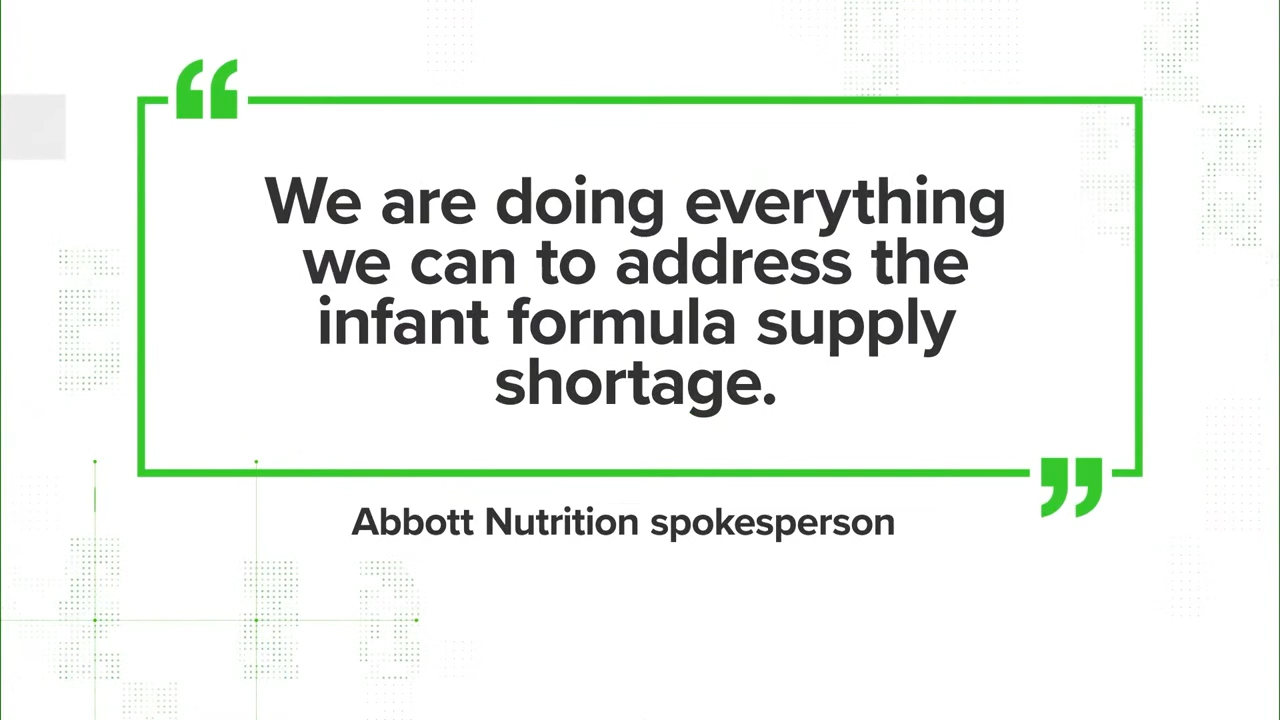 “
We are doing everything
we can to address the
infant formula supply
shortage.
”
Abbott Nutrition spokesperson